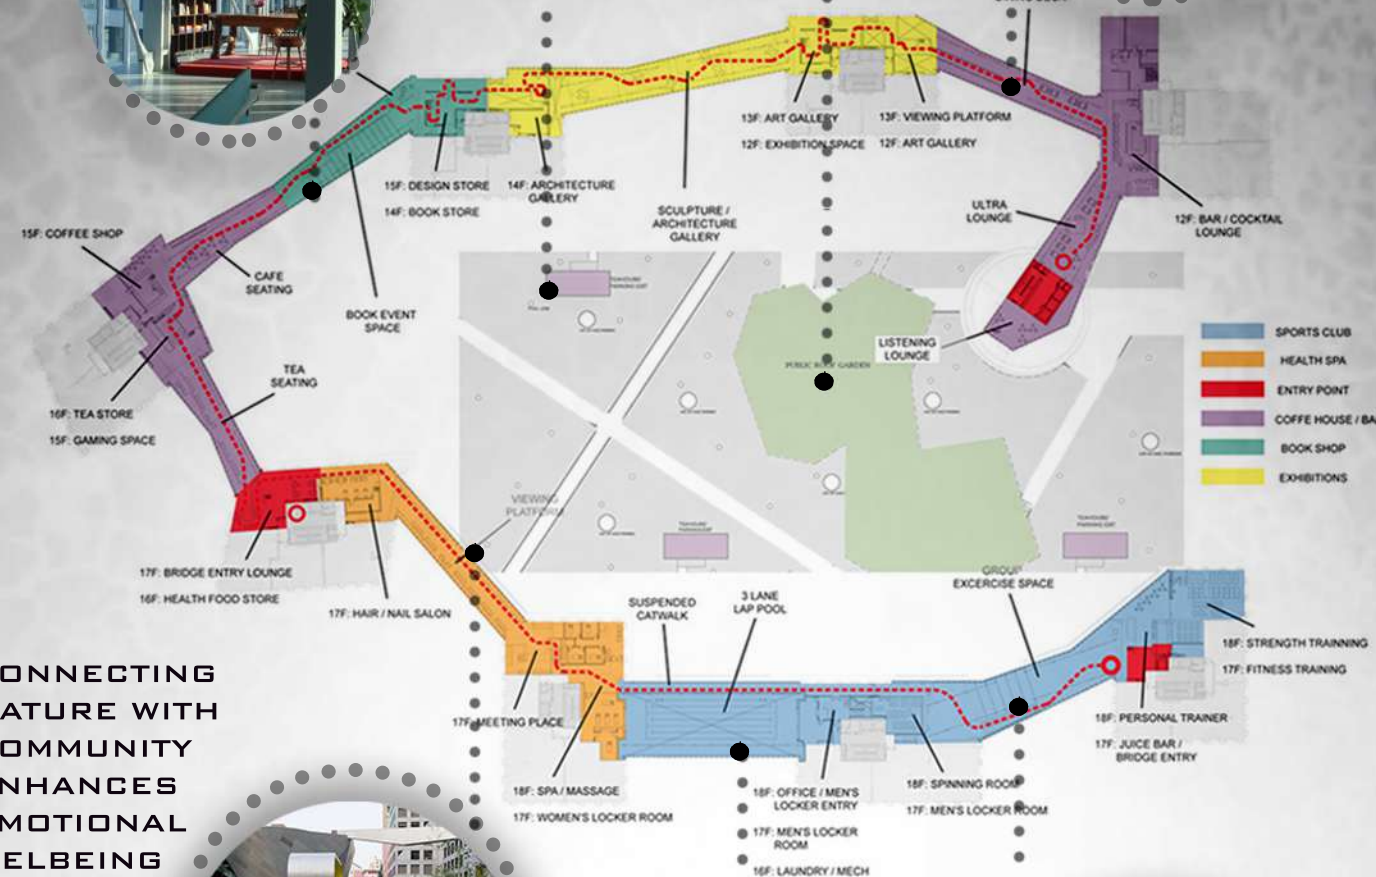 13F: ART GALLERY
12F: EXHIBITION SPACE
13F: VIEWING PLATFORM
12F: ART GALLERY
15F: DESIGN STORE
14F: BOOK STORE
14F: ARCHITECTURE
GALLERY
SCULPTURE /
ARCHITECTURE
GALLERY
ULTRA
LOUNGE
12F: BAR / COCKTAIL
LOUNGE
15F: COFFEE SHOP
CAFE
SEATING
BOOK EVENT
SPACE
LISTENING
LOUNGE
PUBLIC ROOF GARDEN
SPORTS CLUB
HEALTH SPA
ENTRY POINT
COFFE HOUSE / BA
BOOK SHOP
EXHIBITIONS
TEA
SEATING
16F: TEA STORE
15F: GAMING SPACE
VIEWING
PLATFORM
17F: BRIDGE ENTRY LOUNGE
16F: HEALTH FOOD STORE
17F: HAIR / NAIL SALON
SUSPENDED
CATWALK
3 LANE
LAP POOL
GROUP
EXCERCISE SPACE
18F: STRENGTH TRAINNING
17F: FITNESS TRAINING
17F: MEETING PLACE
18F: PERSONAL TRAINER
17F: JUICE BAR /
BRIDGE ENTRY
18F: SPA / MASSAGE
17F: WOMEN'S LOCKER ROOM
18F: OFFICE / MEN'S
LOCKER ENTRY
17F: MEN'S LOCKER
ROOM
16F: LAUNDRY / MECH
18F: SPINNING ROOM
17F: MEN'S LOCKER ROOM
ONNECTING
ATURE WITH
OMMUNITY
NHANCES
MOTIONAL
ELBEING